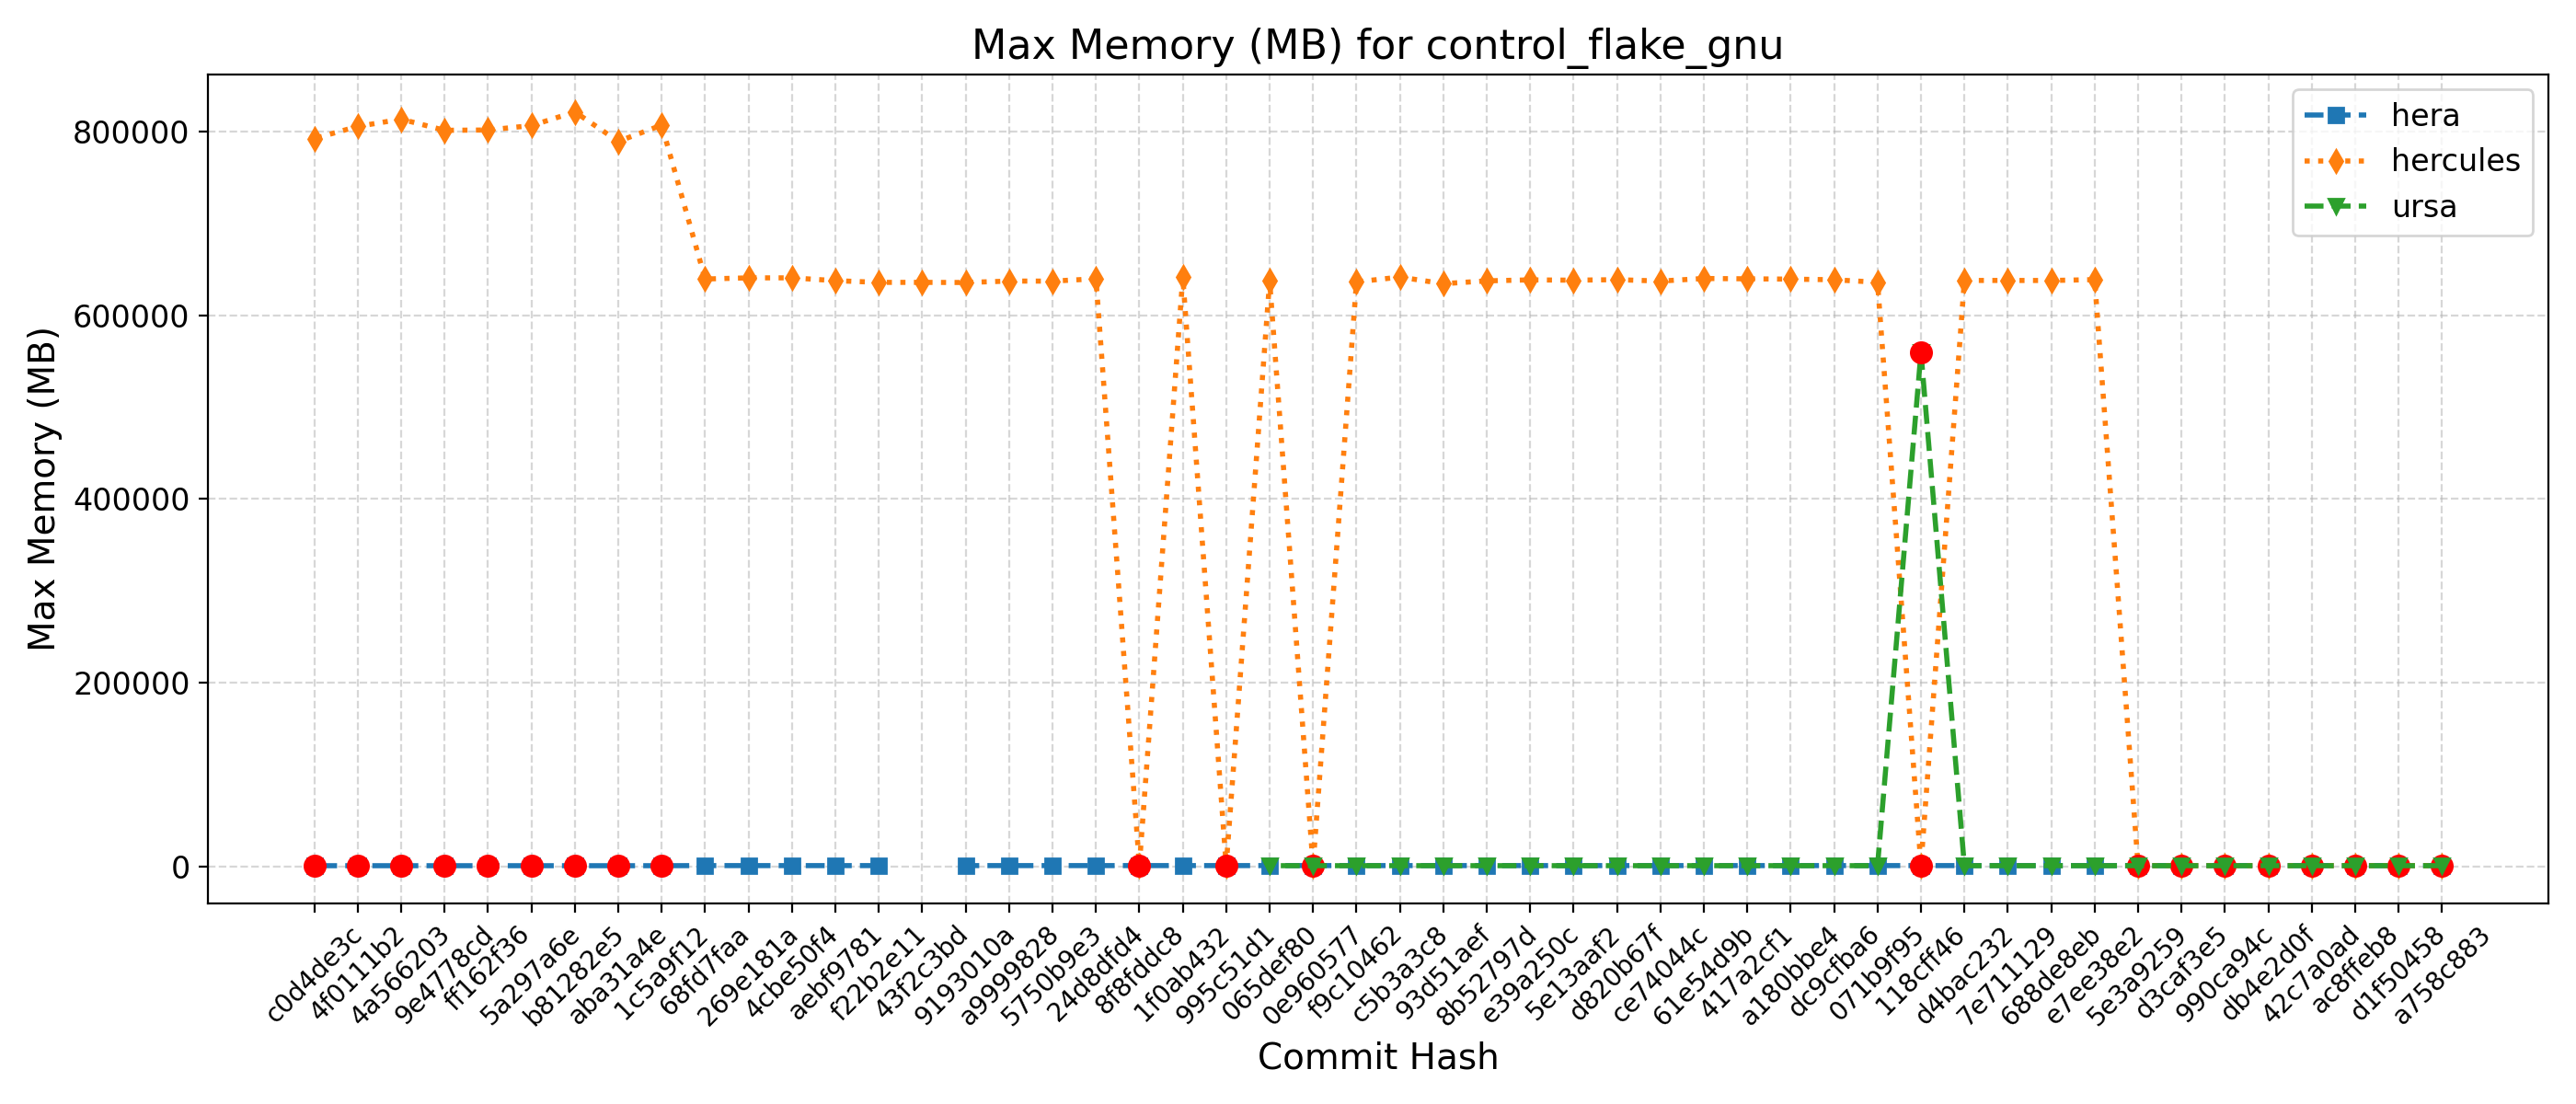 Max Memory (MB) for control_flake_gnu
hera
hercules
ursa
Max Memory (MB)
800000
600000
400000
200000
0
c0d4de3c
4f0111b2
4a566203
9e4778cd
ff162f36
5a297a6e
b81282e5
aba31a4e
1c5a9f12
68fd7faa
269e181a
4cbe50f4
aebf9781
f22b2e11
43f2c3bd
9193010a
a9999828
5750b9e3
24d8dfd4
8f8fddc8
1f0ab432
995c51d1
065def80
0e960577
f9c10462
c5b3a3c8
93d51aef
8b52797d
e39a250c
5e13aaf2
d820b67f
ce74044c
61e54d9b
417a2cf1
a180bbe4
dc9cfba6
071b9f95
118cff46
d4bac232
7e711129
688de8eb
e7ee38e2
5e3a9259
d3caf3e5
990ca94c
db4e2d0f
42c7a0ad
ac8ffeb8
d1f50458
a758c883
Commit Hash